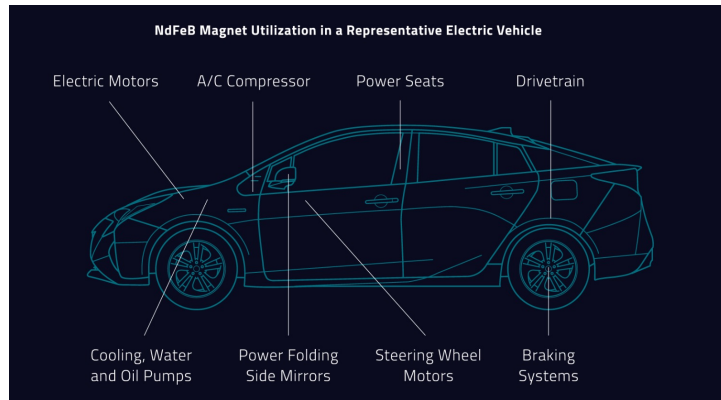 NdFeB Magnet Utilization in a Representative Electric Vehicle
Electric Motors
A/C Compressor
Power Seats
Drivetrain
Cooling, Water
and Oil Pumps
Power Folding
Side Mirrors
Steering Wheel
Motors
Braking
Systems